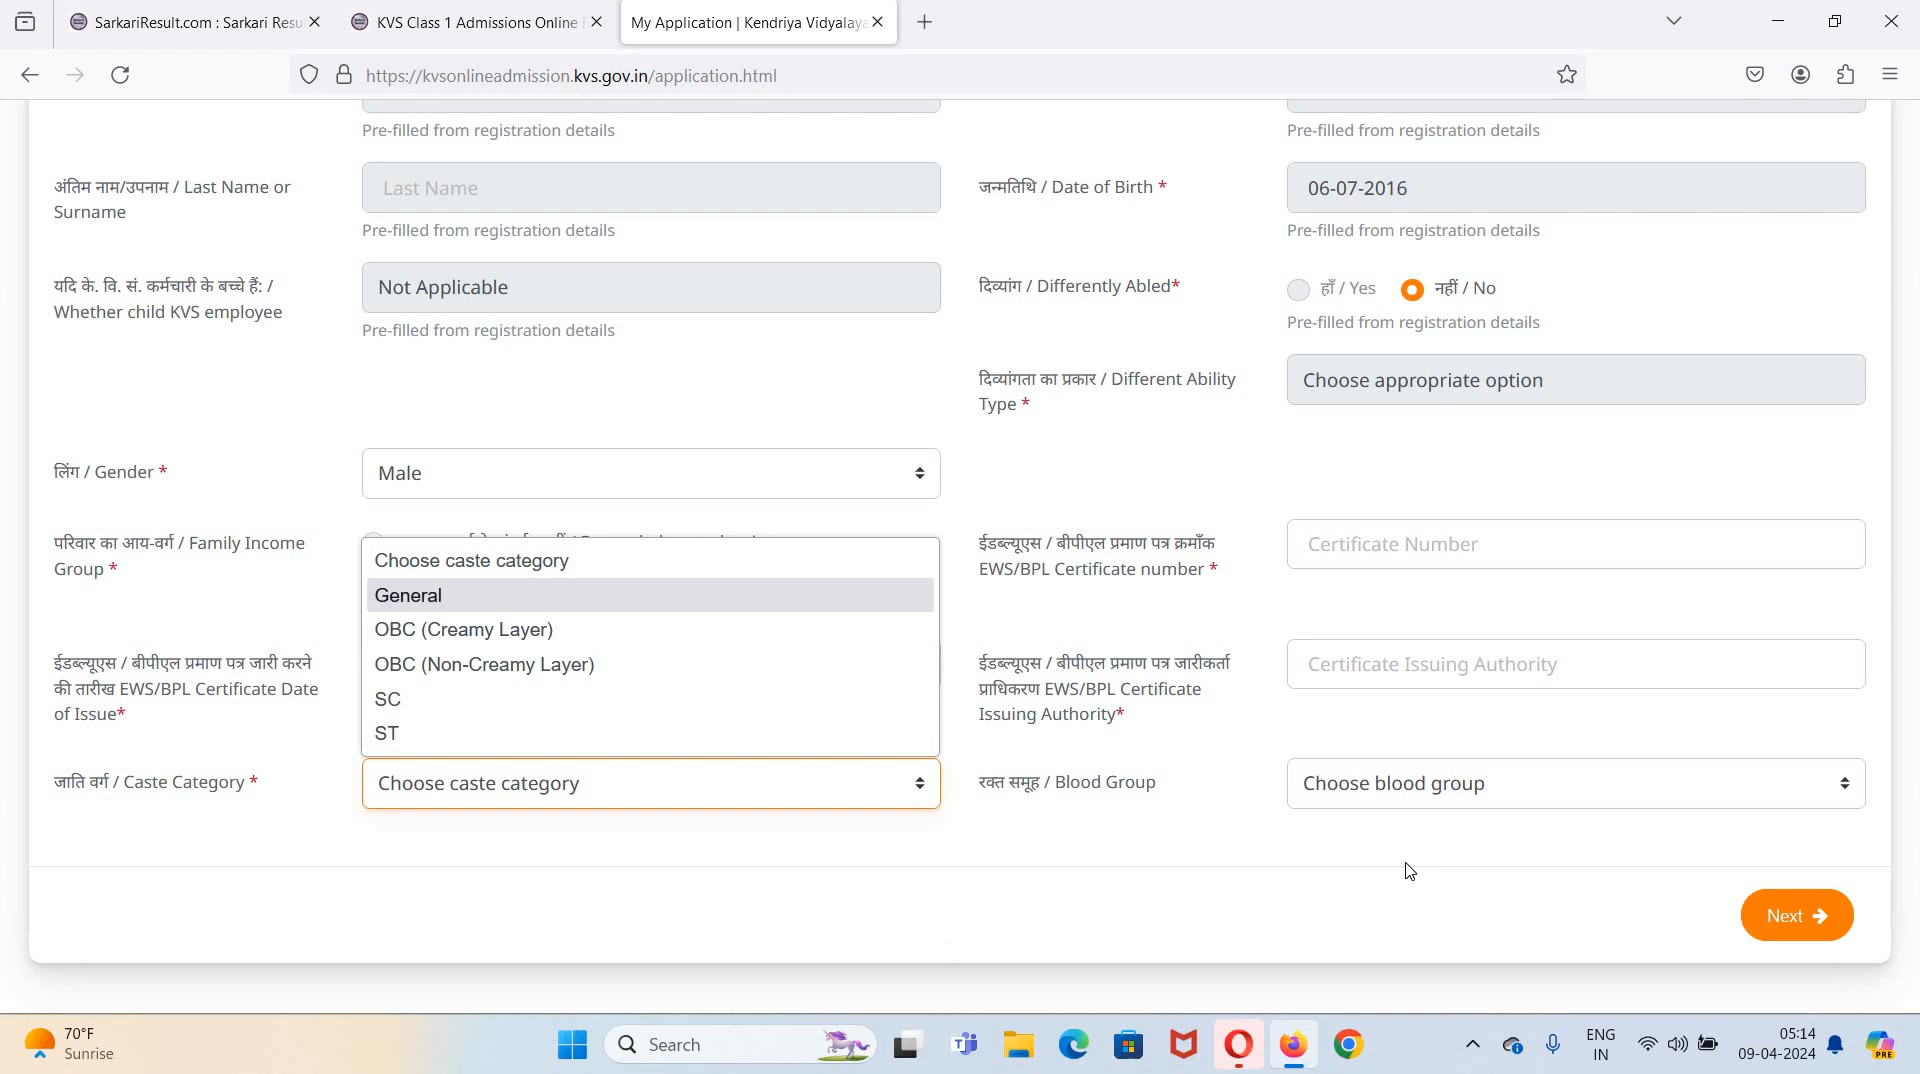 SarkariResult.com : Sarkari Resu
KVS Class 1 Admissions Online F
My Application | Kendriya Vidyalaya
https://kvsonlineadmission.kvs.gov.in/application.html
Pre-filled from registration details
Pre-filled from registration details
अंतिम नाम/उपनाम / Last Name or
Surname
Last Name
Pre-filled from registration details
जन्मतिथि / Date of Birth *
06-07-2016
Pre-filled from registration details
यदि के. वि. सं. कर्मचारी के बच्चे हैं: /
Whether child KVS employee
Not Applicable
Pre-filled from registration details
दिव्यांग / Differently Abled*
हाँ / Yes
नहीं / No
Pre-filled from registration details
दिव्यांगता का प्रकार / Different Ability
Type *
Choose appropriate option
लिंग / Gender *
Male
परिवार का आय-वर्ग / Family Income
Group *
ईडब्ल्यूएस / बीपीएल प्रमाण पत्र क्रमाँक
EWS/BPL Certificate number *
Certificate Number
Choose caste category
General
OBC (Creamy Layer)
OBC (Non-Creamy Layer)
SC
ST
ईडब्ल्यूएस / बीपीएल प्रमाण पत्र जारी करने
की तारीख EWS/BPL Certificate Date
of Issue*
ईडब्ल्यूएस / बीपीएल प्रमाण पत्र जारीकर्ता
प्राधिकरण EWS/BPL Certificate
Issuing Authority*
Certificate Issuing Authority
जाति वर्ग / Caste Category *
Choose caste category
रक्त समूह / Blood Group
Choose blood group
Next
70°F
Sunrise
Search
ENG
IN
05:14
09-04-2024
PRE